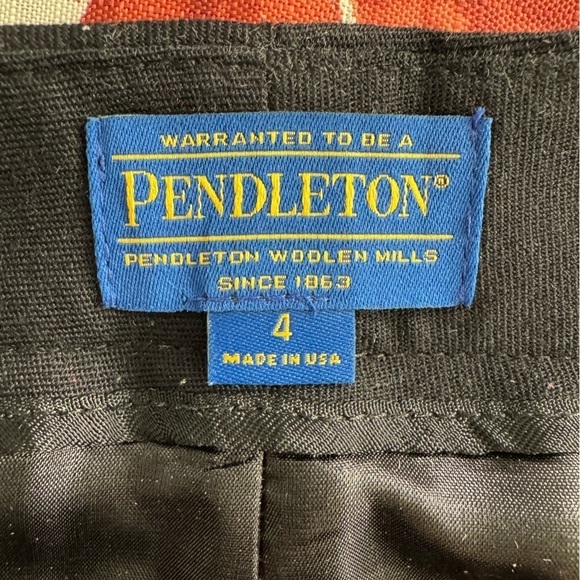 WARRANTED TO BE A
PENDLETON®
PENDLETON WOOLEN MILLS
SINCE 1863
4
MADE IN USA